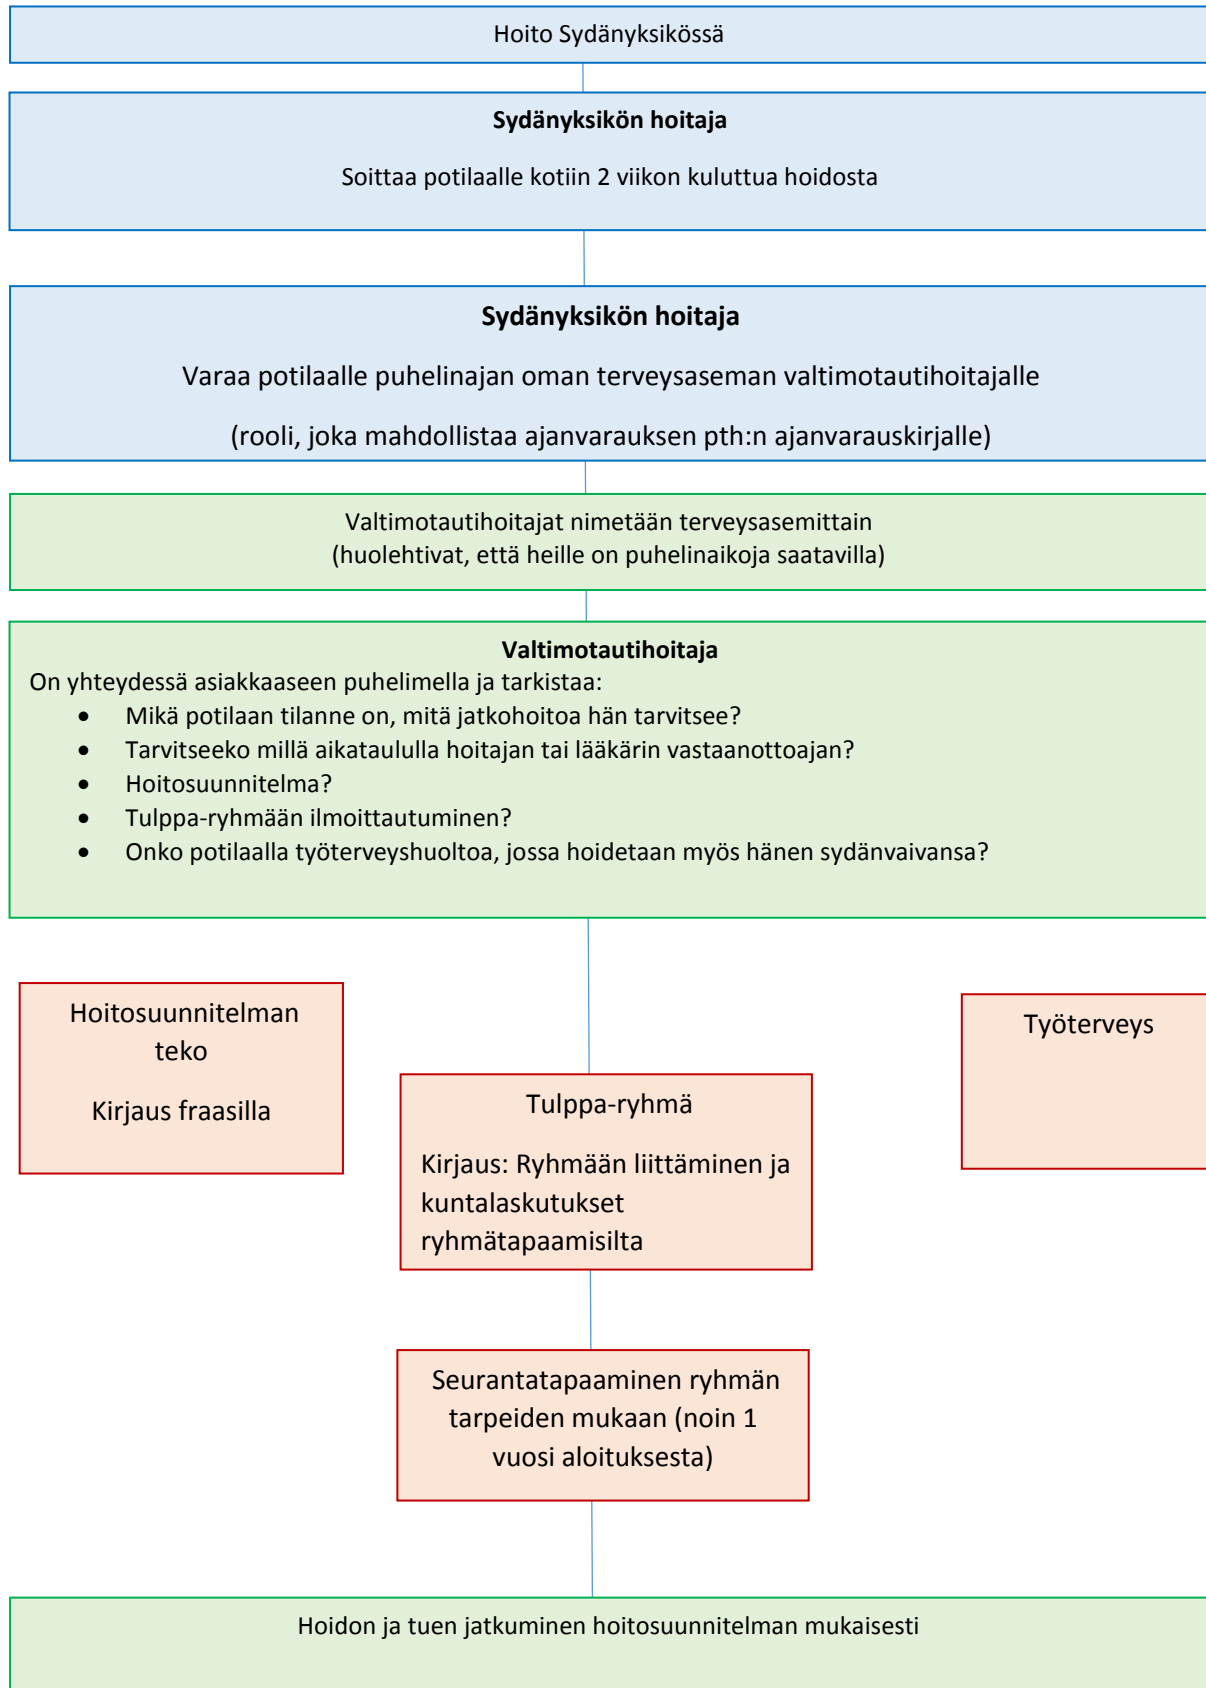 Hoito Sydänyksikössä
Sydänyksikön hoitaja
Soittaa potilaalle kotiin 2 viikon kuluttua hoidosta
Sydänyksikön hoitaja
Varaa potilaalle puhelinajan oman terveysaseman valtimotautihoitajalle
(rooli, joka mahdollistaa ajanvarauksen pth:n ajanvarauskirjalle)
Valtimotautihoitajat nimetään terveysasemittain
(huolehtivat, että heille on puhelinaikoja saatavilla)
Valtimotautihoitaja
On yhteydessä asiakkaaseen puhelimella ja tarkistaa:
• Mikä potilaan tilanne on, mitä jatkohoitoa hän tarvitsee?
• Tarvitseeko millä aikataululla hoitajan tai lääkärin vastaanottoajan?
• Hoitosuunnitelma?
• Tulppa-ryhmään ilmoittautuminen?
• Onko potilaalla työterveyshuoltoa, jossa hoidetaan myös hänen sydänvaivansa?
Hoitosuunnitelman
teko
Kirjaus fraasilla
Työterveys
Tulppa-ryhmä
Kirjaus: Ryhmään liittäminen ja
kuntalaskutukset
ryhmätapaamisilta
Seurantatapaaminen ryhmän
tarpeiden mukaan (noin 1
vuosi aloituksesta)
Hoidon ja tuen jatkuminen hoitosuunnitelman mukaisesti